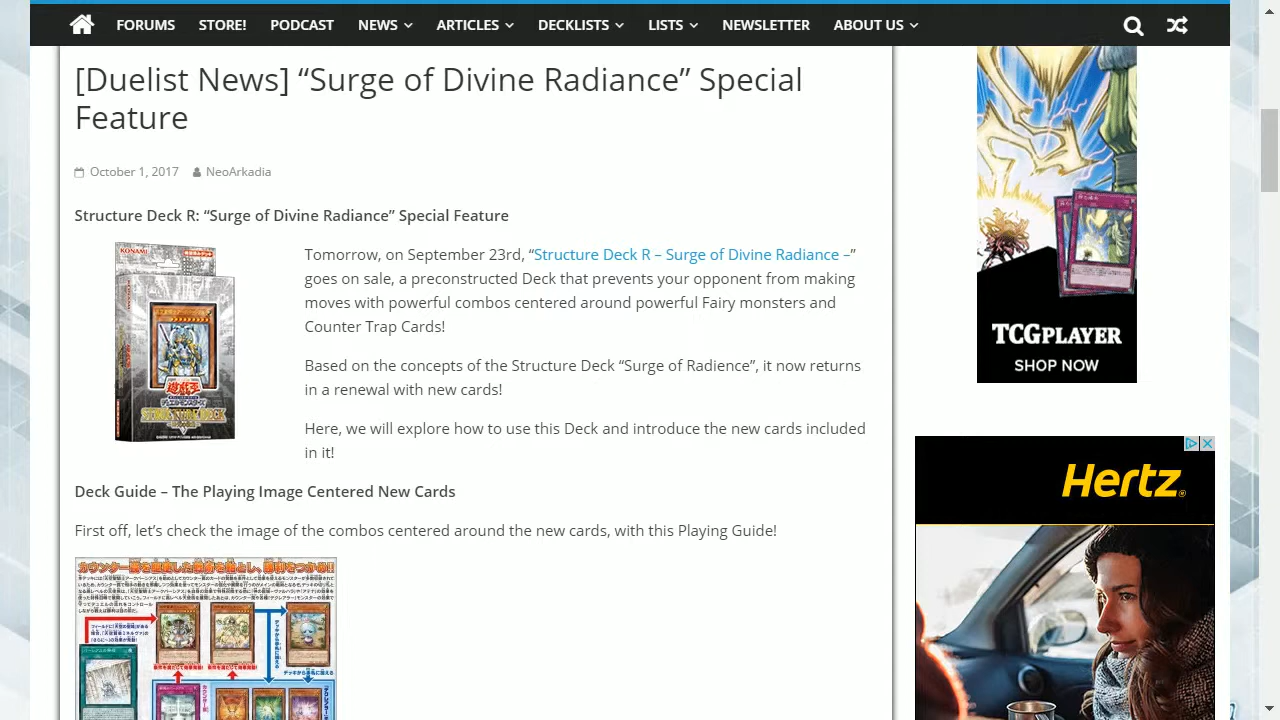 FORUMS STORE! PODCAST NEWS ARTICLES DECKLISTS LISTS NEWSLETTER ABOUT US
[Duelist News] “Surge of Divine Radiance” Special
Feature
October 1, 2017 NeoArkadia
Structure Deck R: “Surge of Divine Radiance” Special Feature
KONAMI
遊戯王
Tomorrow, on September 23rd, “Structure Deck R – Surge of Divine Radiance –”
goes on sale, a preconstructed Deck that prevents your opponent from making
moves with powerful combos centered around powerful Fairy monsters and
Counter Trap Cards!
Based on the concepts of the Structure Deck “Surge of Radience”, it now returns
in a renewal with new cards!
Here, we will explore how to use this Deck and introduce the new cards included
in it!
Deck Guide – The Playing Image Centered New Cards
First off, let’s check the image of the combos centered around the new cards, with this Playing Guide!
TCGPLAYER
SHOP NOW
Hertz